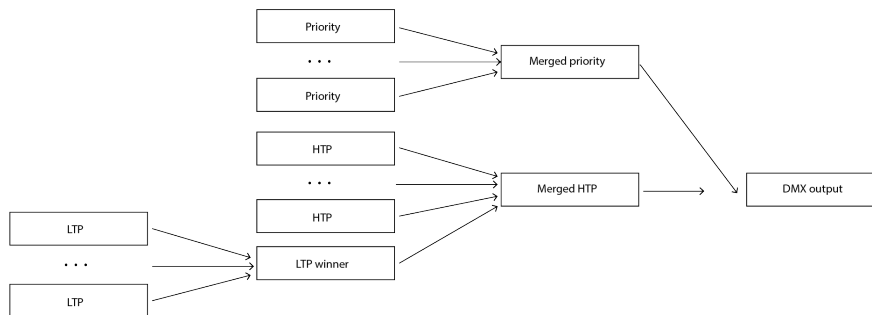 Priority
...
Priority
Merged priority
HTP
...
HTP
Merged HTP
DMX output
LTP
...
LTP
LTP winner